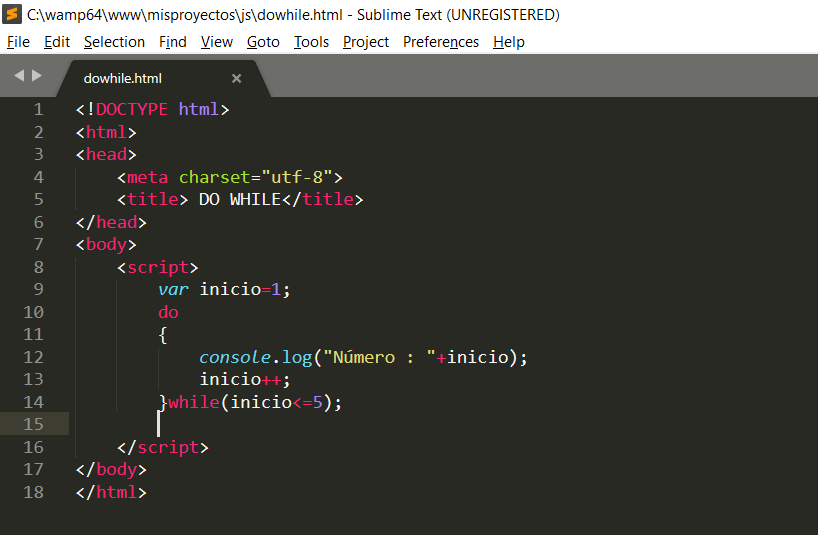 C:\wamp64\www\misproyectos\js\dowhile.html - Sublime Text (UNREGISTERED)
File Edit Selection Find View Goto Tools Project Preferences Help
dowhile.html ×
1 <!DOCTYPE html>
2 <html>
3 <head>
4 <meta charset="utf-8">
5 <title> DO WHILE</title>
6 </head>
7 <body>
8 <script>
9 var inicio=1;
10 do
11 {
12 console.log("Número : "+inicio);
13 inicio++;
14 }while(inicio<=5);
15
16 </script>
17 </body>
18 </html>